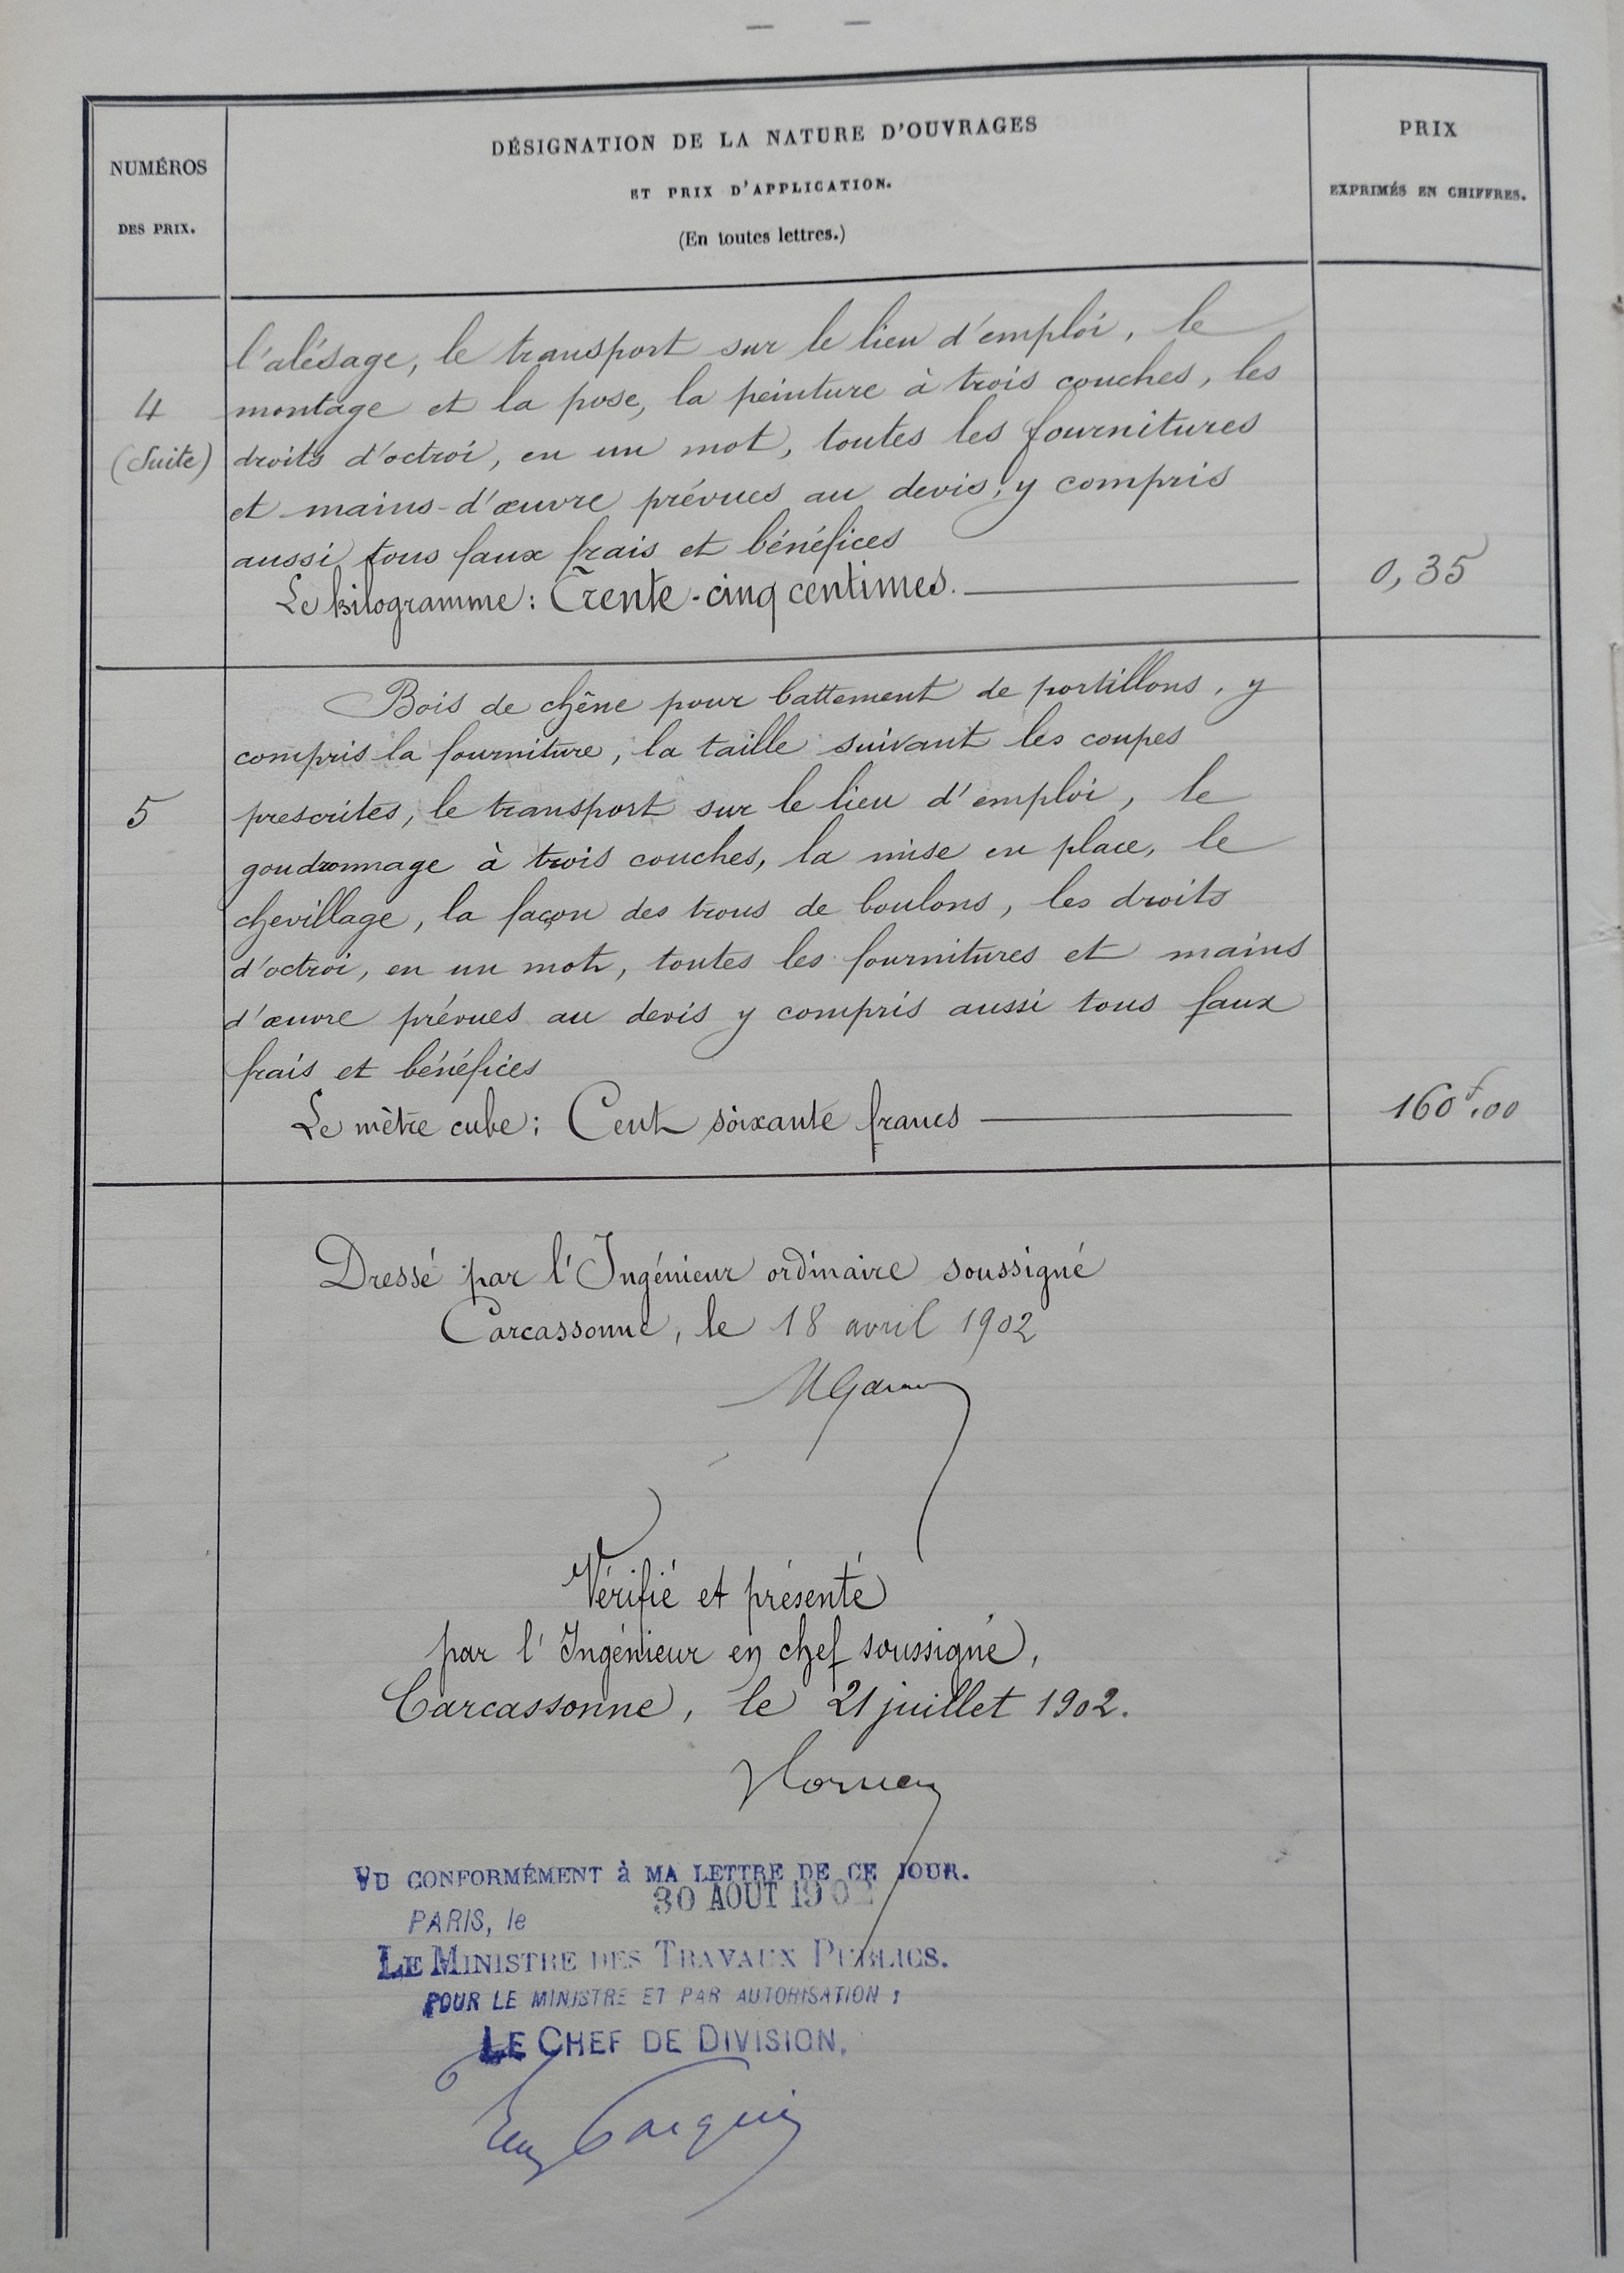 NUMÉROS
DES PRIX.
DÉSIGNATION DE LA NATURE D'OUVRAGES
ET PRIX D'APPLICATION.
(En toutes lettres.)
PRIX
EXPRIMÉS EN CHIFFRES.
4
(Suite)
l'alésage, le transport sur le lieu d'emploi, le
montage et la pose, la peinture à trois couches, les
droits d'octroi, en un mot, toutes les fournitures
et mains-d'œuvre prévues au devis, y compris
aussi tous faux frais et bénéfices
Le kilogramme: Trente-cinq centimes.
0,35
5
Bois de chêne pour battement de portillons, y
compris la fourniture, la taille suivant les coupes
prescrites, le transport sur le lieu d'emploi, le
goudronnage à trois couches, la mise en place, le
chevillage, la façon des trous de boulons, les droits
d'octroi, en un mot, toutes les fournitures et mains
d'œuvre prévues au devis y compris aussi tous faux
frais et bénéfices
Le mètre cube: Cent soixante francs
160f,00
Dressé par l'Ingénieur ordinaire soussigné
Carcassonne, le 18 avril 1902
Vérifié et présenté
par l'Ingénieur en chef soussigné,
Carcassonne, le 21 juillet 1902.
VU CONFORMÉMENT à MA LETTRE DE CE JOUR.
30 AOUT 1902
PARIS, le
LE MINISTRE DES TRAVAUX PUBLICS.
POUR LE MINISTRE ET PAR AUTORISATION:
LE CHEF DE DIVISION,